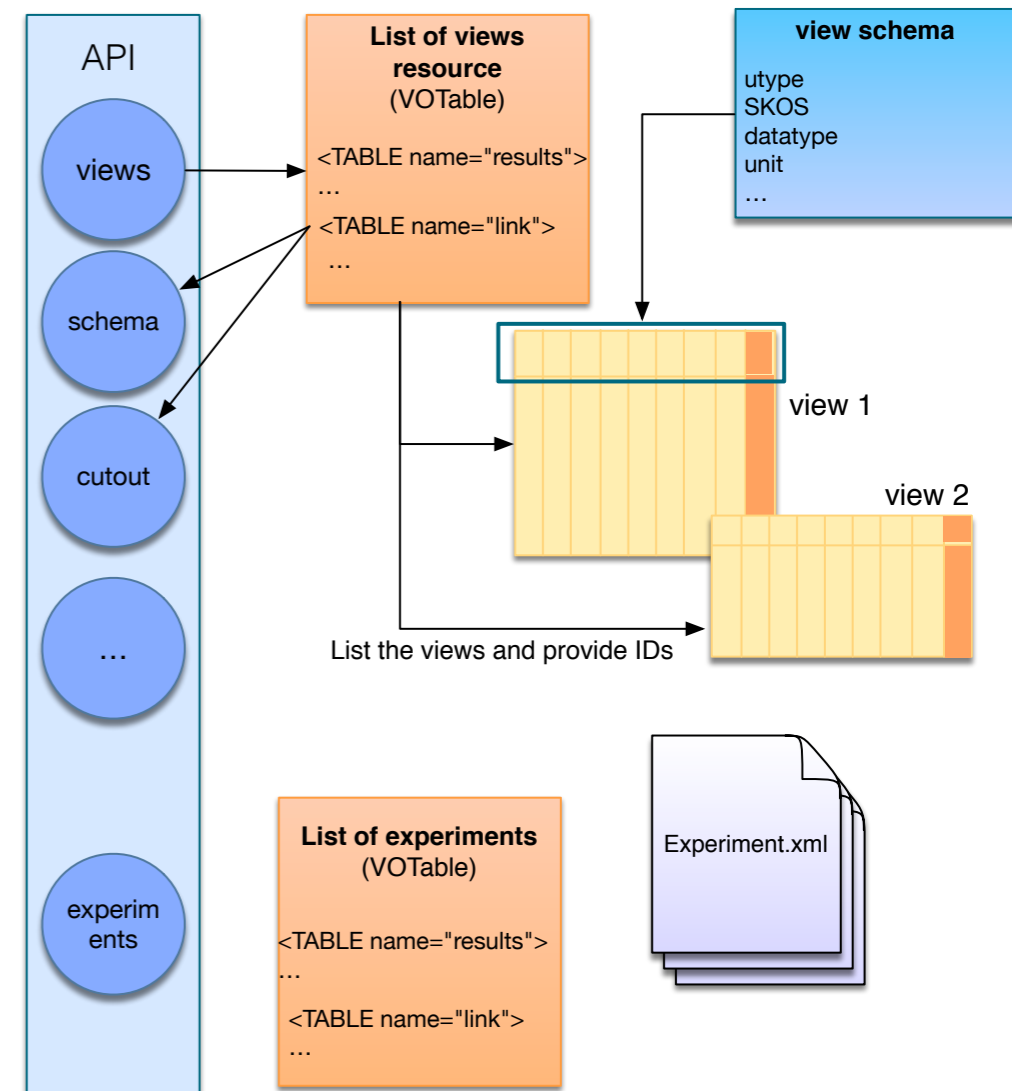 API
views
schema
cutout
...
experim
ents
List of views
resource
(VOTable)
<TABLE name="results">
...
<TABLE name="link">
...
view schema
utype
SKOS
datatype
unit
...
view 1
view 2
List the views and provide IDs
List of experiments
(VOTable)
<TABLE name="results">
...
<TABLE name="link">
...
Experiment.xml